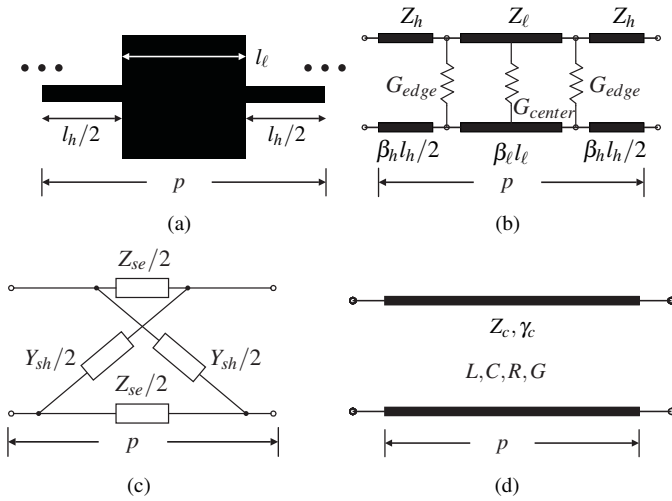 l_ℓ
l_h/2
l_h/2
p
(a)
Z_h Z_ℓ Z_h
G_edge G_center G_edge
β_h l_h/2 β_ℓ l_ℓ β_h l_h/2
p
(b)
Z_se/2
Y_sh/2 Y_sh/2
Z_se/2
p
(c)
Z_c, γ_c
L, C, R, G
p
(d)